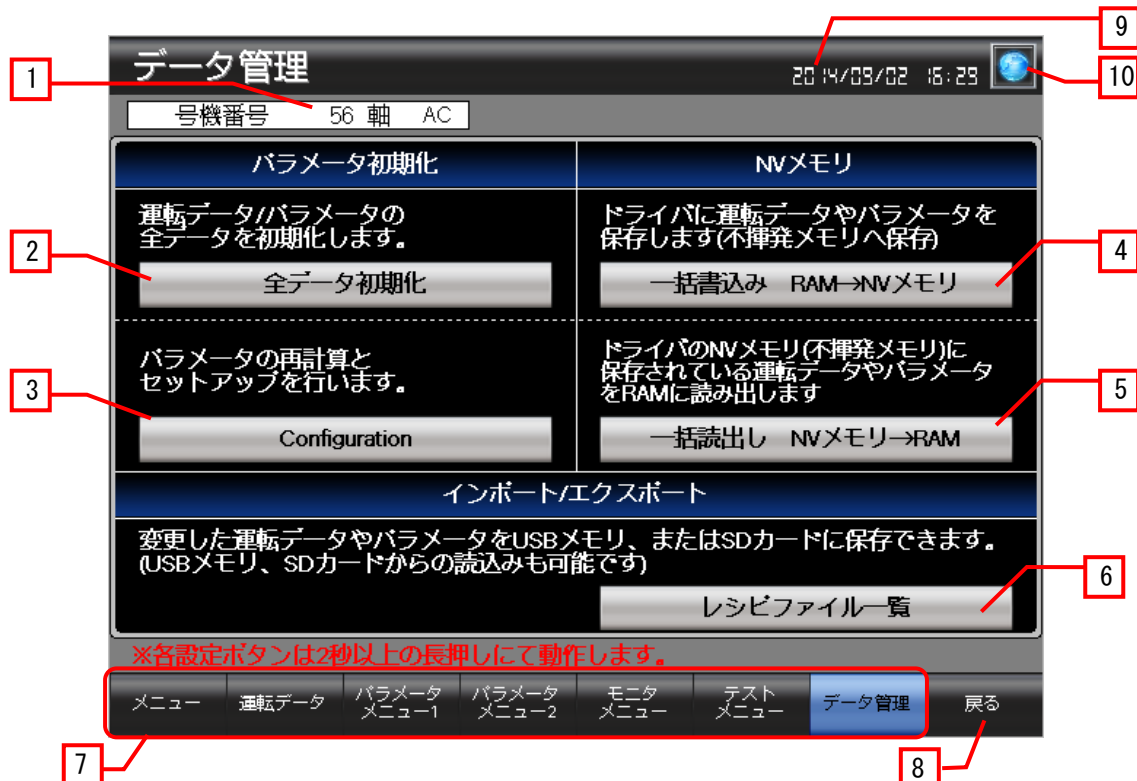 9
データ管理
2014/09/02 16:29
10
1
号機番号 56 軸 AC
パラメータ初期化
NVメモリ
運転データ/パラメータの
全データを初期化します。
ドライバに運転データやパラメータを
保存します(不揮発メモリへ保存)
2
全データ初期化
一括書込み RAM→NVメモリ
4
パラメータの再計算と
セットアップを行います。
ドライバのNVメモリ(不揮発メモリ)に
保存されている運転データやパラメータ
をRAMに読み出します
3
Configuration
一括読出し NVメモリ→RAM
5
インポート/エクスポート
変更した運転データやパラメータをUSBメモリ、またはSDカードに保存できます。
(USBメモリ、SDカードからの読込みも可能です)
レシピファイル一覧
6
※各設定ボタンは2秒以上の長押しにて動作します。
メニュー
運転データ
パラメータ
メニュー1
パラメータ
メニュー2
モニタ
メニュー
テスト
メニュー
データ管理
戻る
7
8